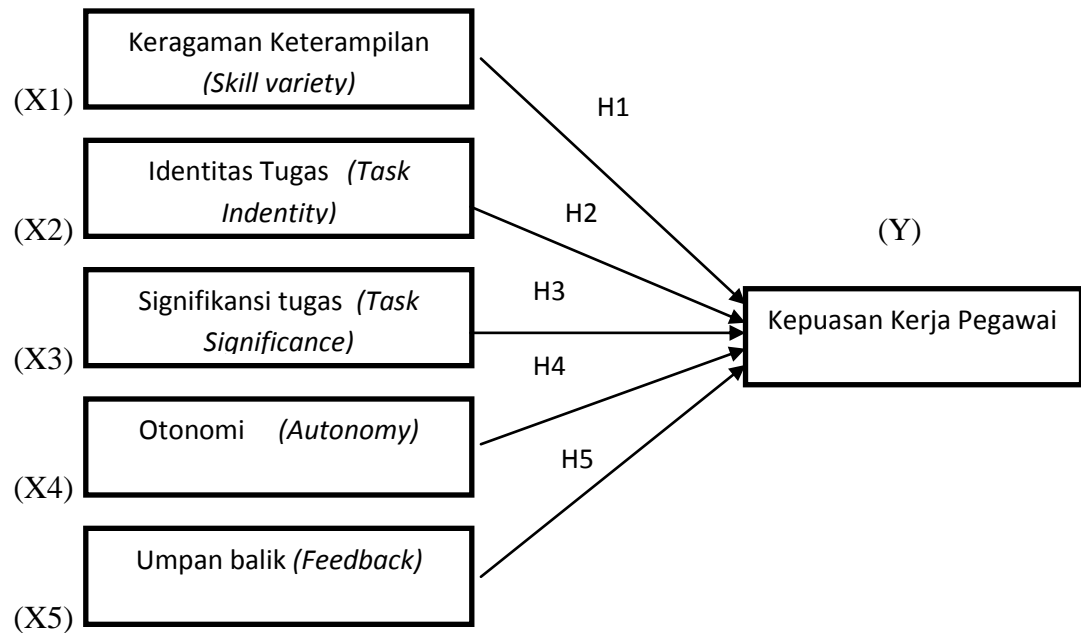 Keragaman Keterampilan
(Skill variety)
(X1)
H1
Identitas Tugas (Task
Indentity)
(X2)
H2
(Y)
Signifikansi tugas (Task
Significance)
(X3)
H3
Kepuasan Kerja Pegawai
H4
Otonomi (Autonomy)
(X4)
H5
Umpan balik (Feedback)
(X5)